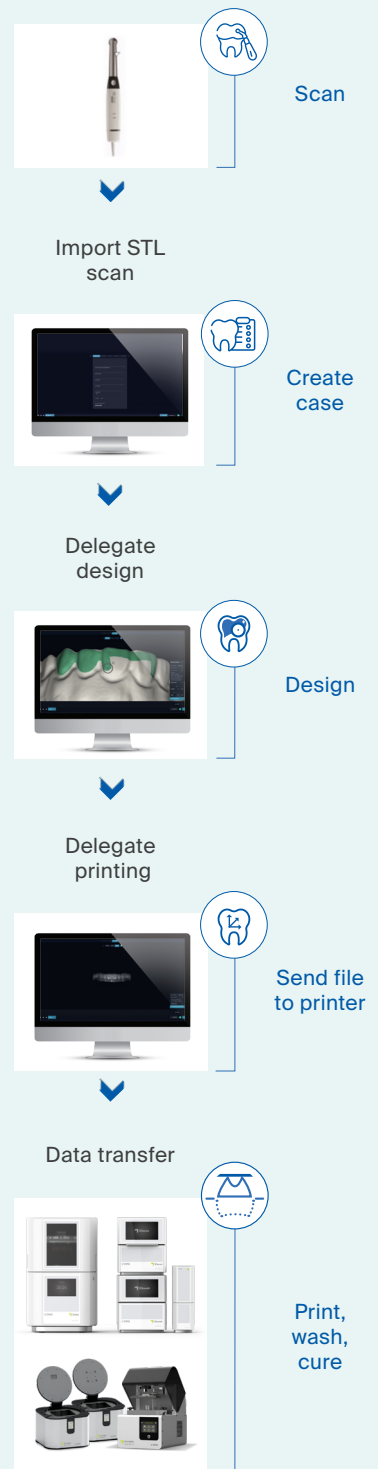 Scan
Import STL
scan
Create
case
Delegate
design
Design
Delegate
printing
Send file
to printer
Data transfer
Print,
wash,
cure